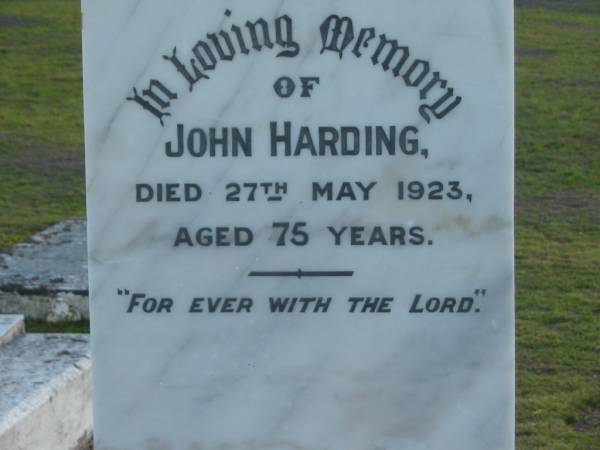 In Loving Memory
OF
JOHN HARDING,
DIED 27TH MAY 1923,
AGED 75 YEARS.
"FOR EVER WITH THE LORD".